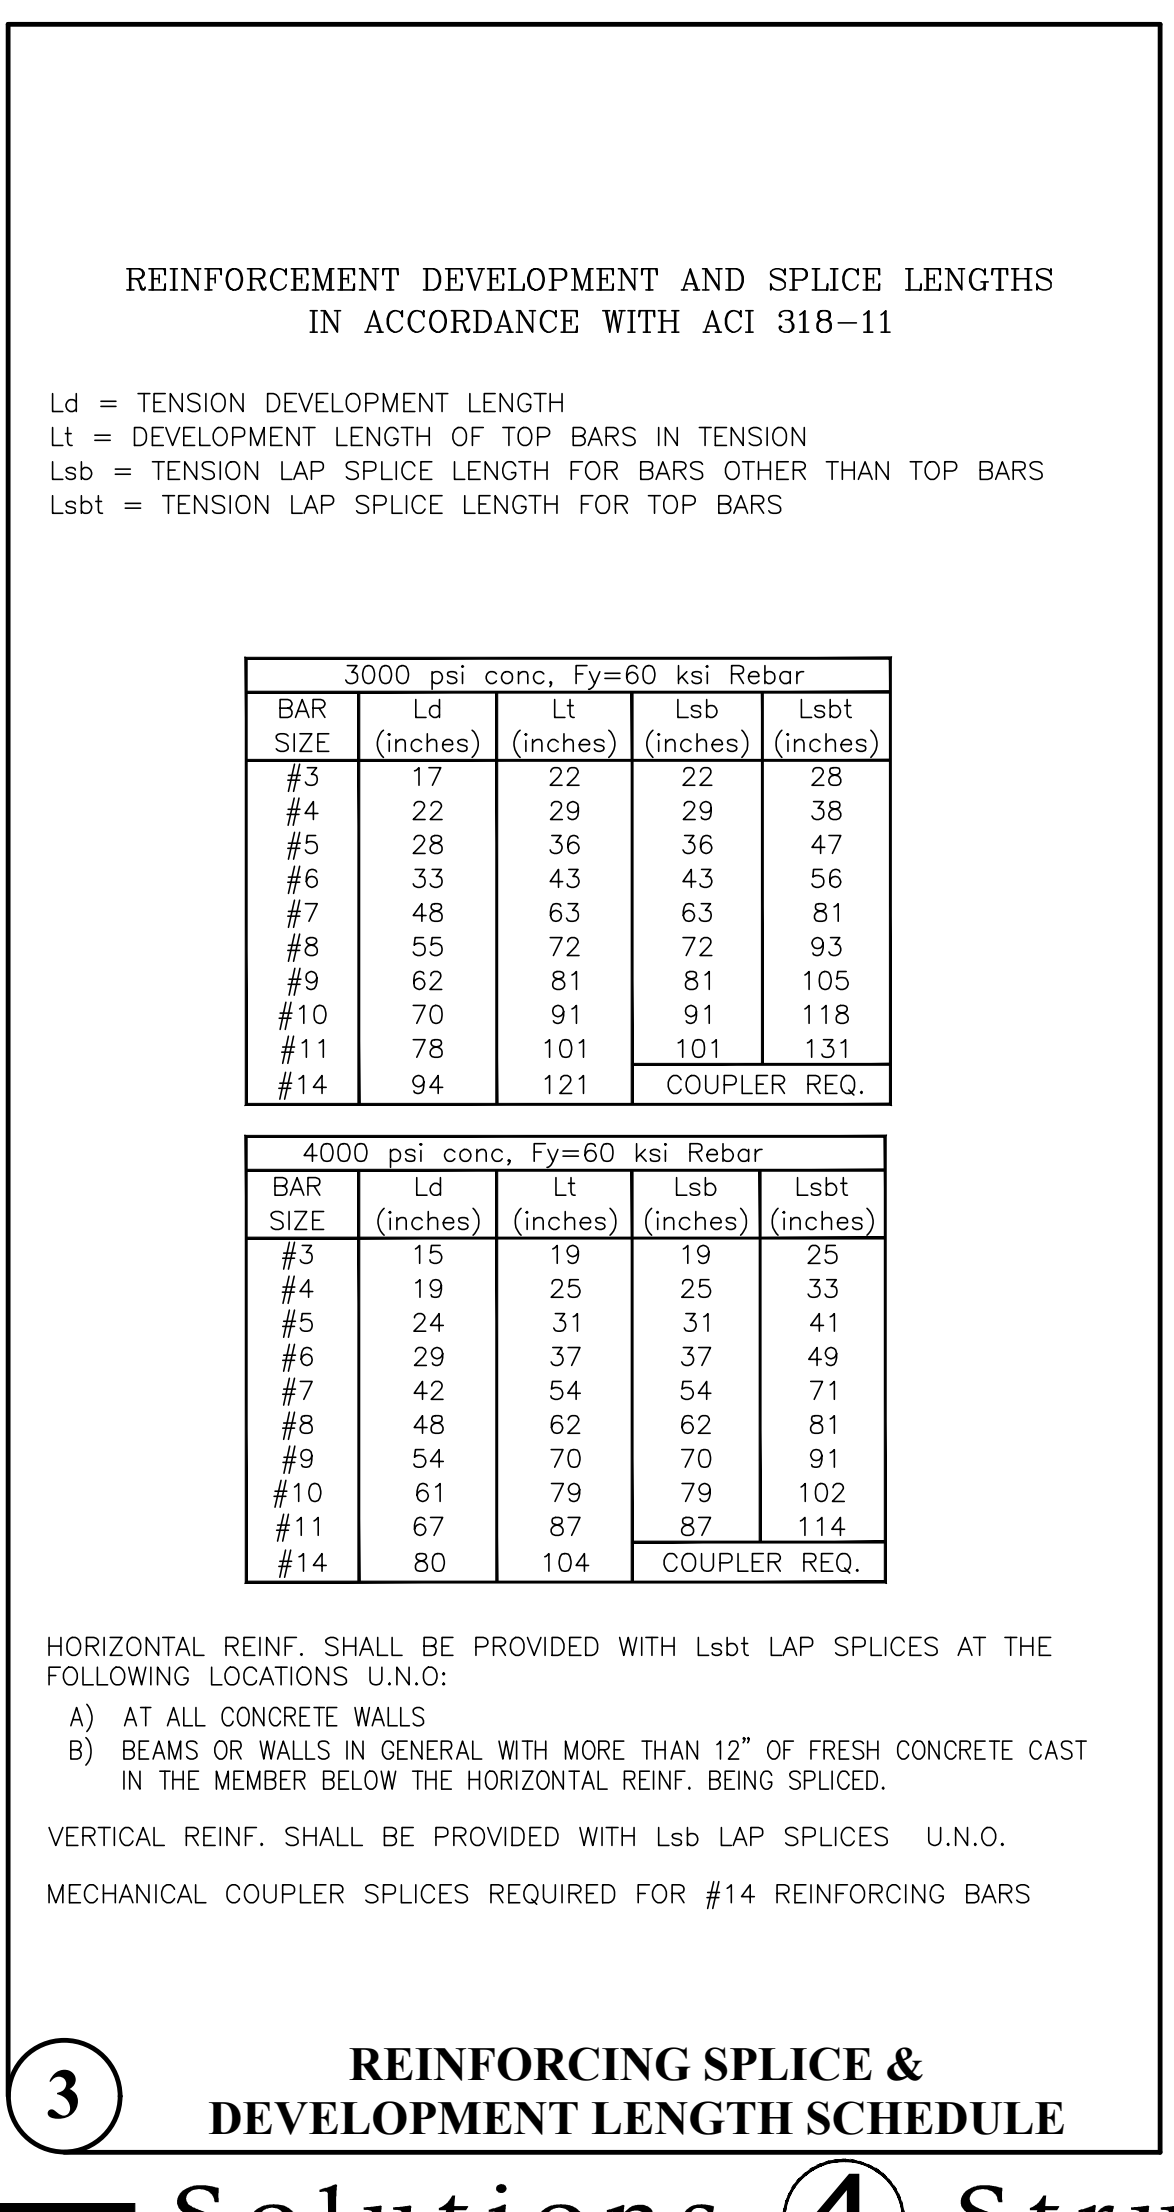 REINFORCEMENT DEVELOPMENT AND SPLICE LENGTHS
IN ACCORDANCE WITH ACI 318-11
Ld = TENSION DEVELOPMENT LENGTH
Lt = DEVELOPMENT LENGTH OF TOP BARS IN TENSION
Lsb = TENSION LAP SPLICE LENGTH FOR BARS OTHER THAN TOP BARS
Lsbt = TENSION LAP SPLICE LENGTH FOR TOP BARS
3000 psi conc, Fy=60 ksi Rebar
BAR Ld Lt Lsb Lsbt
SIZE (inches) (inches) (inches) (inches)
#3 17 22 22 28
#4 22 29 29 38
#5 28 36 36 47
#6 33 43 43 56
#7 48 63 63 81
#8 55 72 72 93
#9 62 81 81 105
#10 70 91 91 118
#11 78 101 101 131
#14 94 121 COUPLER REQ.
4000 psi conc, Fy=60 ksi Rebar
BAR Ld Lt Lsb Lsbt
SIZE (inches) (inches) (inches) (inches)
#3 15 19 19 25
#4 19 25 25 33
#5 24 31 31 41
#6 29 37 37 49
#7 42 54 54 71
#8 48 62 62 81
#9 54 70 70 91
#10 61 79 79 102
#11 67 87 87 114
#14 80 104 COUPLER REQ.
HORIZONTAL REINF. SHALL BE PROVIDED WITH Lsbt LAP SPLICES AT THE
FOLLOWING LOCATIONS U.N.O:
A) AT ALL CONCRETE WALLS
B) BEAMS OR WALLS IN GENERAL WITH MORE THAN 12" OF FRESH CONCRETE CAST
IN THE MEMBER BELOW THE HORIZONTAL REINF. BEING SPLICED.
VERTICAL REINF. SHALL BE PROVIDED WITH Lsb LAP SPLICES U.N.O.
MECHANICAL COUPLER SPLICES REQUIRED FOR #14 REINFORCING BARS
3 REINFORCING SPLICE &
DEVELOPMENT LENGTH SCHEDULE
Solutions 4